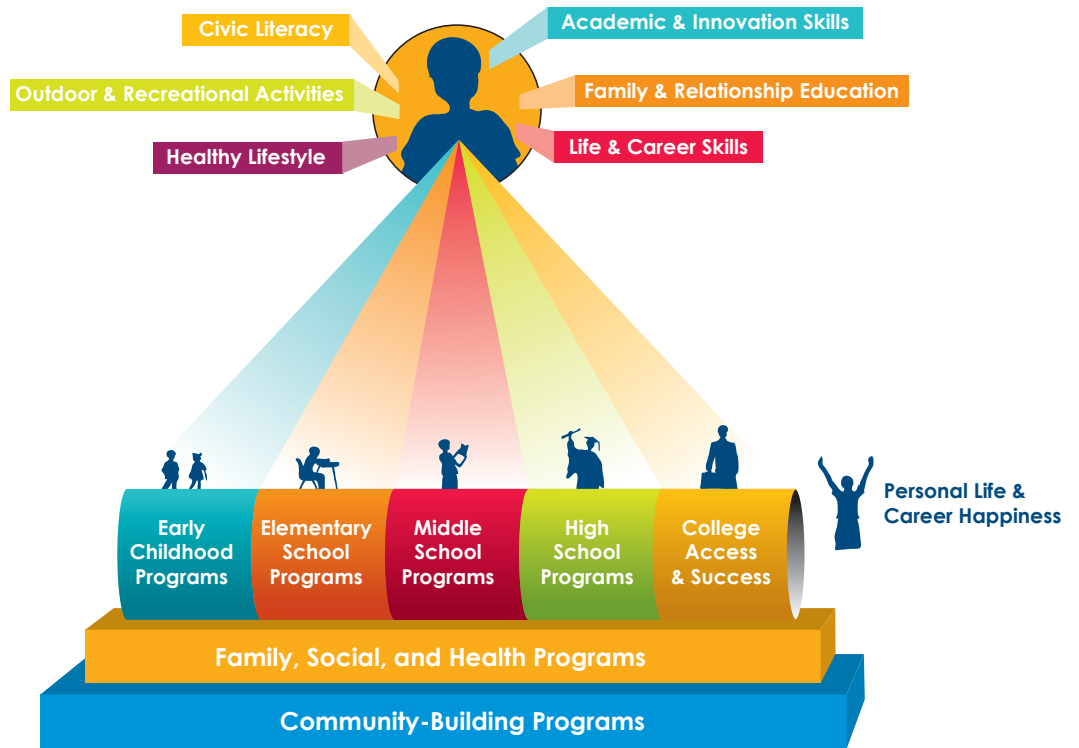 Civic Literacy
Academic & Innovation Skills
Outdoor & Recreational Activities
Family & Relationship Education
Healthy Lifestyle
Life & Career Skills
Early
Childhood
Programs
Elementary
School
Programs
Middle
School
Programs
High
School
Programs
College
Access
& Success
Personal Life &
Career Happiness
Family, Social, and Health Programs
Community-Building Programs